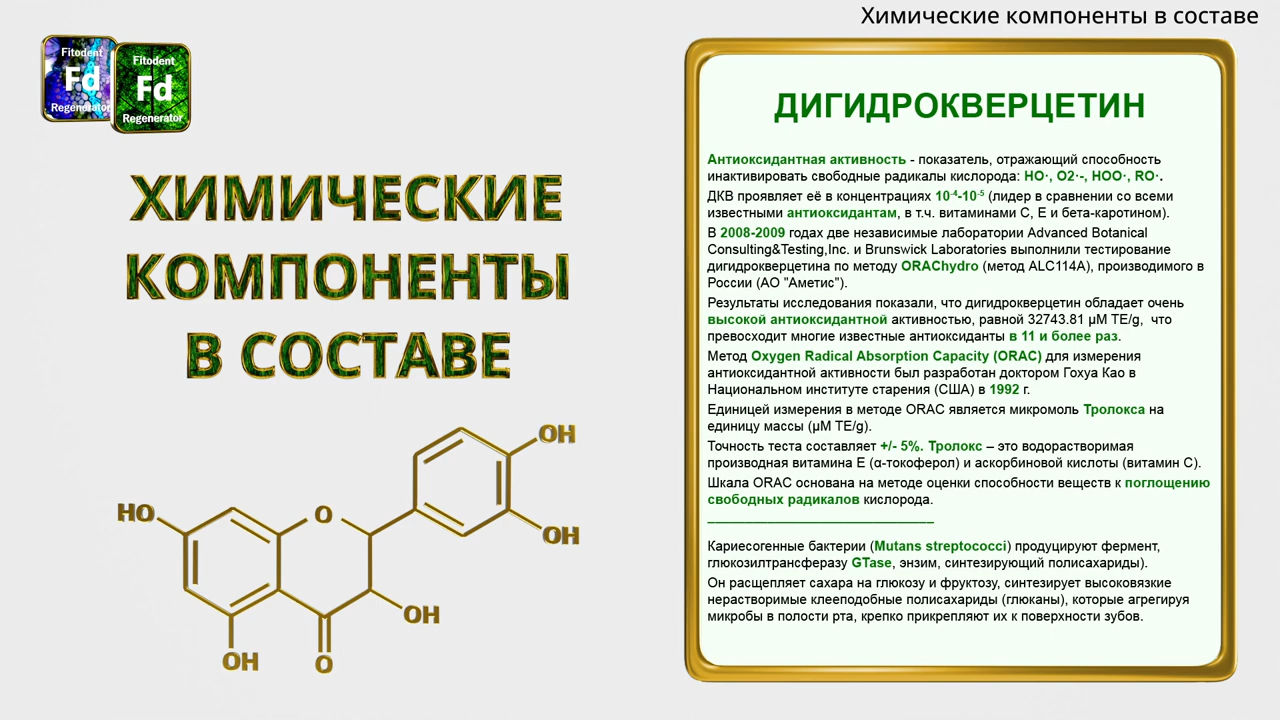 Химические компоненты в составе
Fitodent
Fd
Regenerator
Fitodent
Fd
Regenerator
ХИМИЧЕСКИЕ
КОМПОНЕНТЫ
В СОСТАВЕ
OH
HO
O
OH
OH
OH
O
ДИГИДРОКВЕРЦЕТИН
Антиоксидантная активность - показатель, отражающий способность
инактивировать свободные радикалы кислорода: HO·, O2·-, HOO·, RO·.
ДКВ проявляет её в концентрациях 10⁻⁴-10⁻⁵ (лидер в сравнении со всеми
известными антиоксидантам, в т.ч. витаминами С, Е и бета-каротином).
В 2008-2009 годах две независимые лаборатории Advanced Botanical
Consulting&Testing,Inc. и Brunswick Laboratories выполнили тестирование
дигидрокверцетина по методу ORAChydro (метод ALC114A), производимого в
России (АО "Аметис").
Результаты исследования показали, что дигидрокверцетин обладает очень
высокой антиоксидантной активностью, равной 32743.81 µM TE/g, что
превосходит многие известные антиоксиданты в 11 и более раз.
Метод Oxygen Radical Absorption Capacity (ORAC) для измерения
антиоксидантной активности был разработан доктором Гохуа Као в
Национальном институте старения (США) в 1992 г.
Единицей измерения в методе ORAC является микромоль Тролокса на
единицу массы (µM TE/g).
Точность теста составляет +/- 5%. Тролокс – это водорастворимая
производная витамина Е (α-токоферол) и аскорбиновой кислоты (витамин С).
Шкала ORAC основана на методе оценки способности веществ к поглощению
свободных радикалов кислорода.
Кариесогенные бактерии (Mutans streptococci) продуцируют фермент,
глюкозилтрансферазу GTase, энзим, синтезирующий полисахариды).
Он расщепляет сахара на глюкозу и фруктозу, синтезирует высоковязкие
нерастворимые клееподобные полисахариды (глюканы), которые агрегируя
микробы в полости рта, крепко прикрепляют их к поверхности зубов.